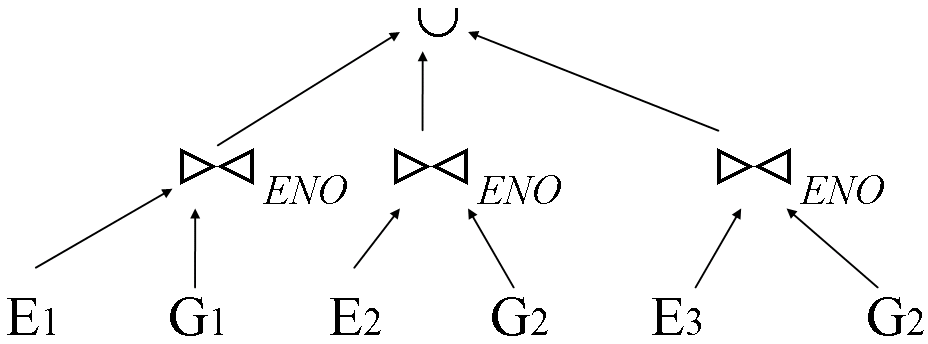 ∪
⋈ ENO ⋈ ENO ⋈ ENO
E1 G1 E2 G2 E3 G2